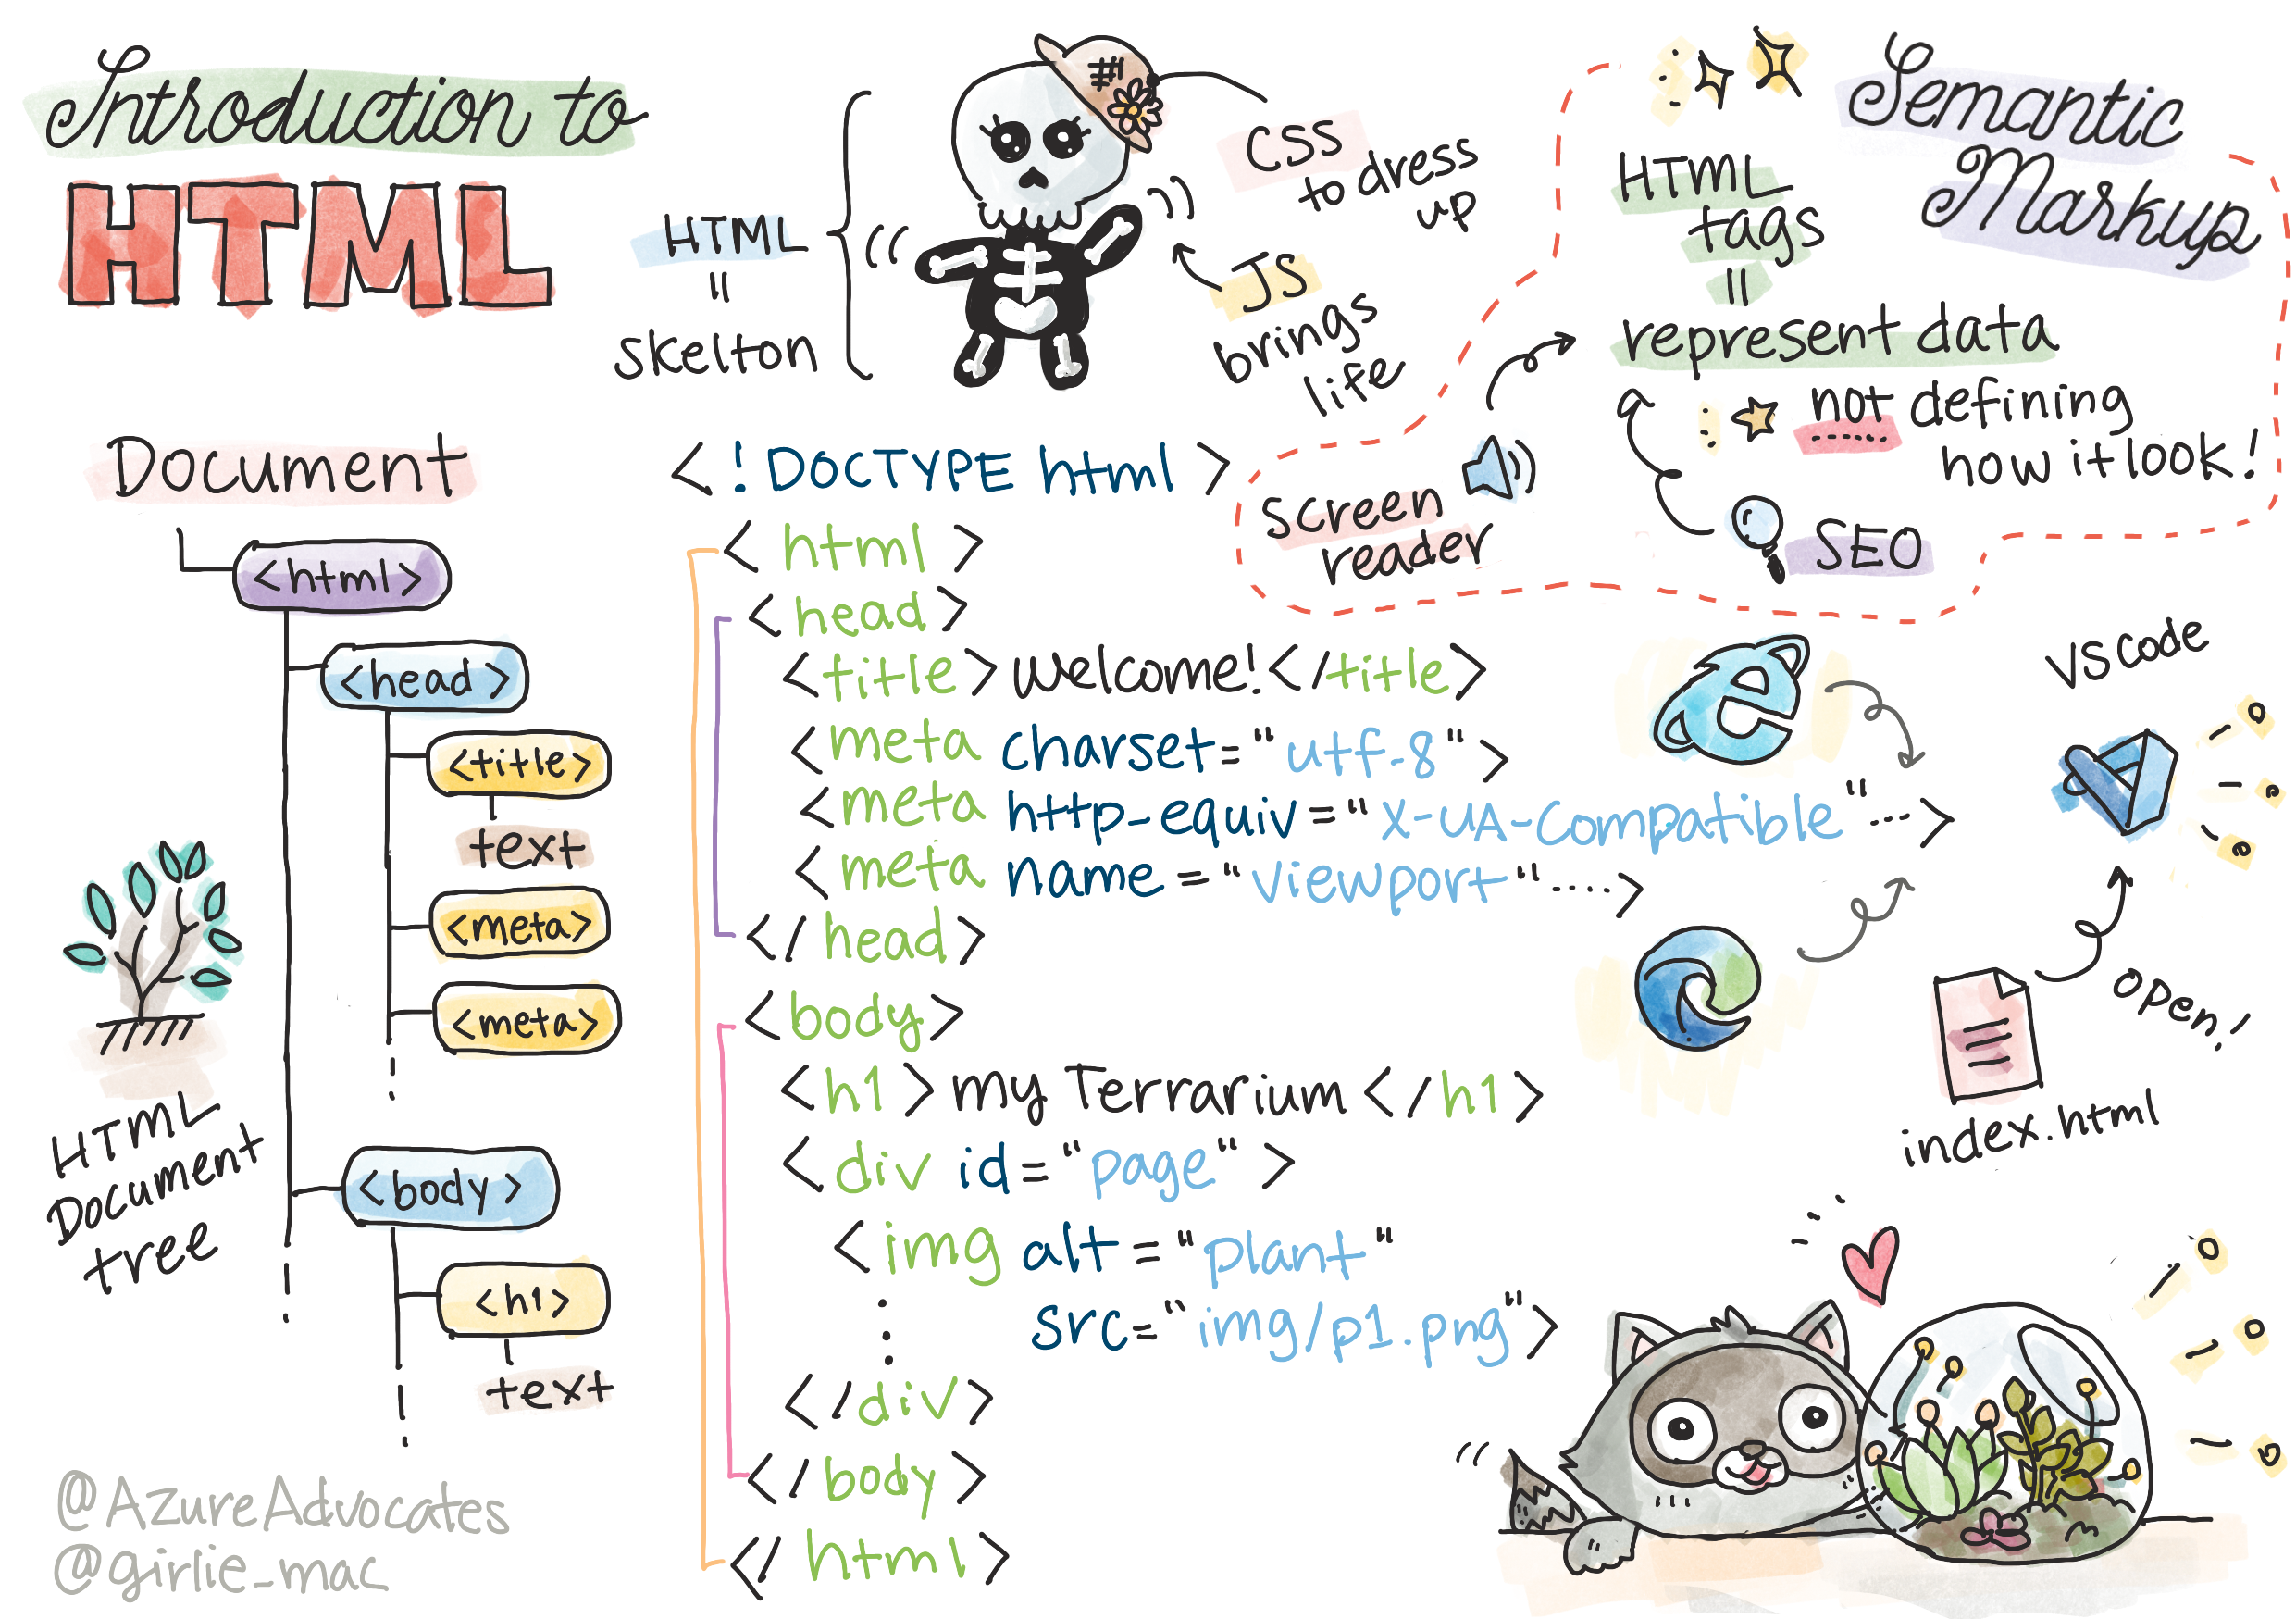 Introduction to
HTML
HTML
=
skelton
CSS
to dress
up
JS
brings
life
Semantic
Markup
HTML
tags
=
represent data
not defining
how it look!
screen
reader
SEO
Document
<html>
<head>
<title>
text
<meta>
<meta>
<body>
<h1>
text
HTML
Document
tree
<!DOCTYPE html>
<html>
<head>
<title>Welcome!</title>
<meta charset="utf-8">
<meta http-equiv="X-UA-Compatible"...>
<meta name="viewport"....>
</head>
<body>
<h1>my Terrarium</h1>
<div id="page">
<img alt="plant"
src="img/p1.png">
</div>
</body>
</html>
VS code
open!
index.html
@AzureAdvocates
@girlie_mac